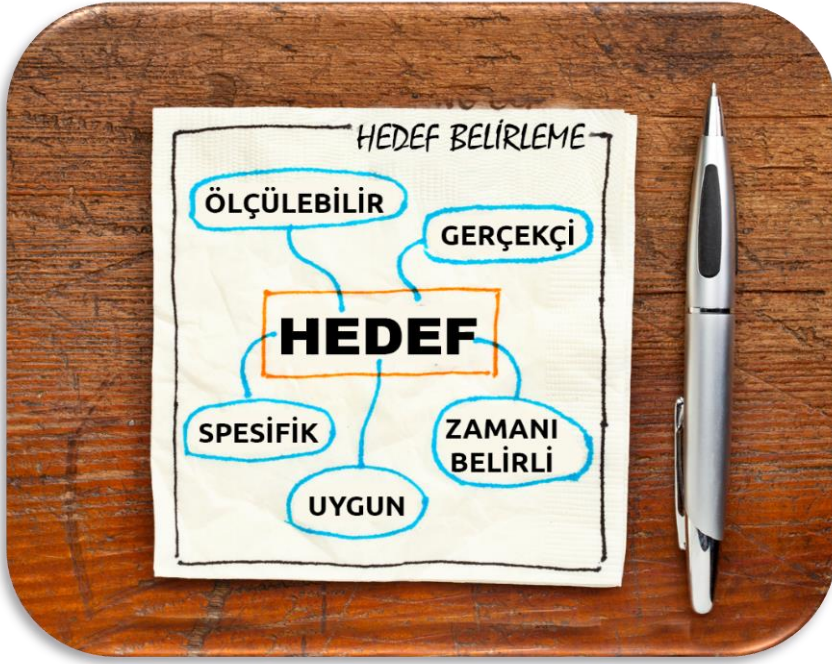 HEDEF BELİRLEME
ÖLÇÜLEBİLİR
GERÇEKÇİ
HEDEF
SPESİFİK
ZAMANI
BELİRLİ
UYGUN